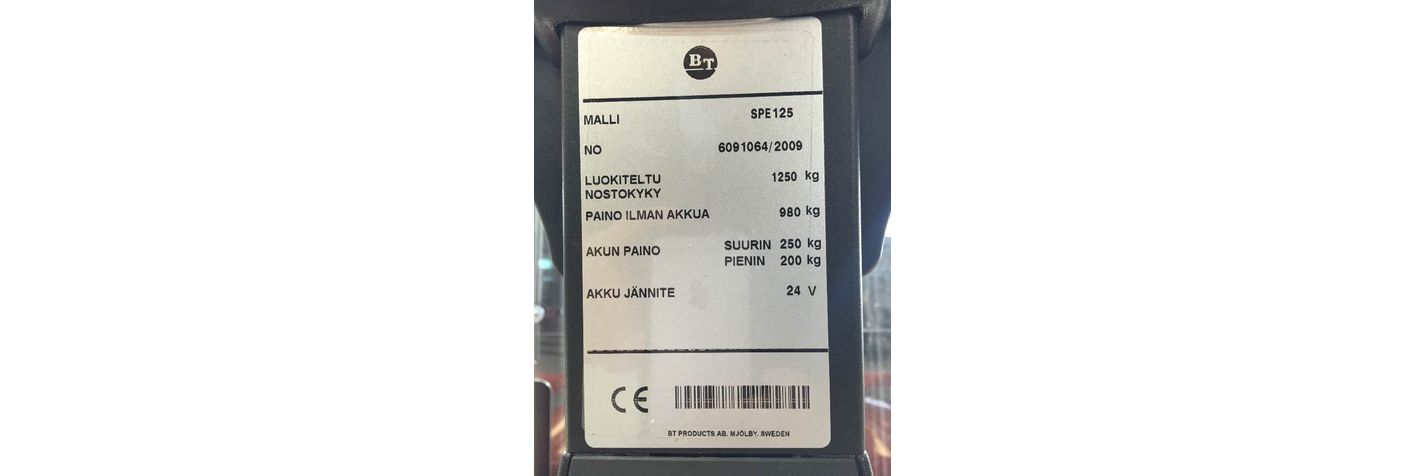 BT
MALLI SPE125
NO 6091064/2009
LUOKITELTU 1250 kg
NOSTOKYKY
PAINO ILMAN AKKUA 980 kg
AKUN PAINO SUURIN 250 kg
PIENIN 200 kg
AKKU JÄNNITE 24 V
CE
BT PRODUCTS AB. MJÖLBY. SWEDEN